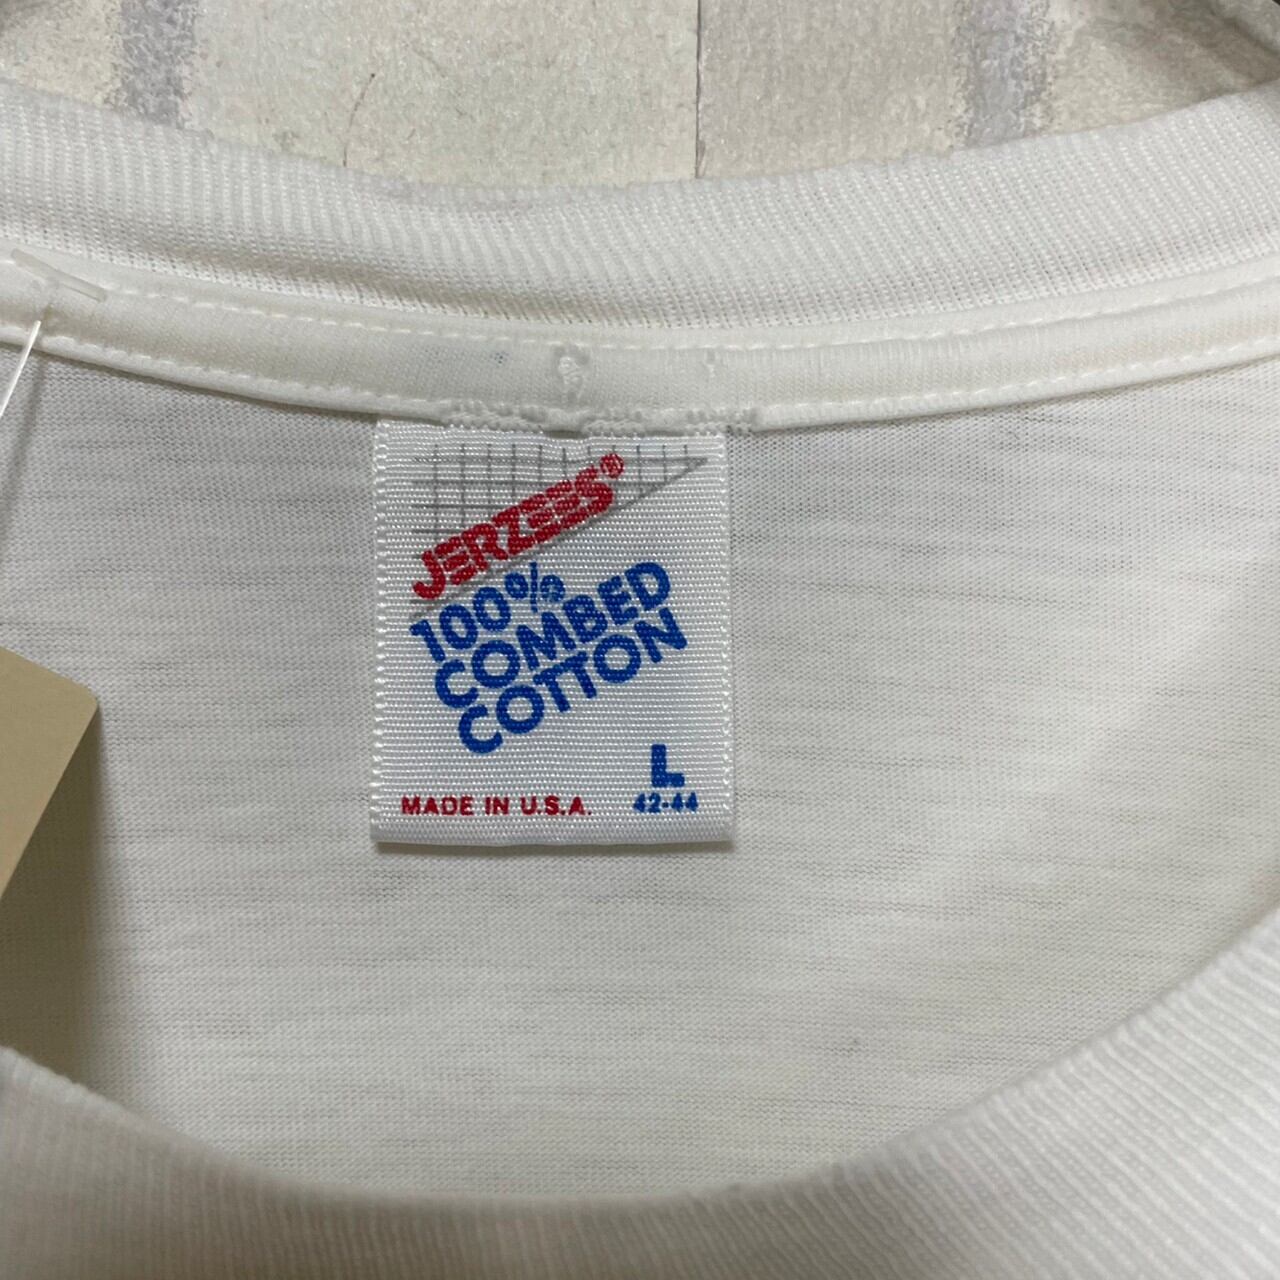 JERZEES®
100%
COMBED
COTTON
L
MADE IN U.S.A. 42-44